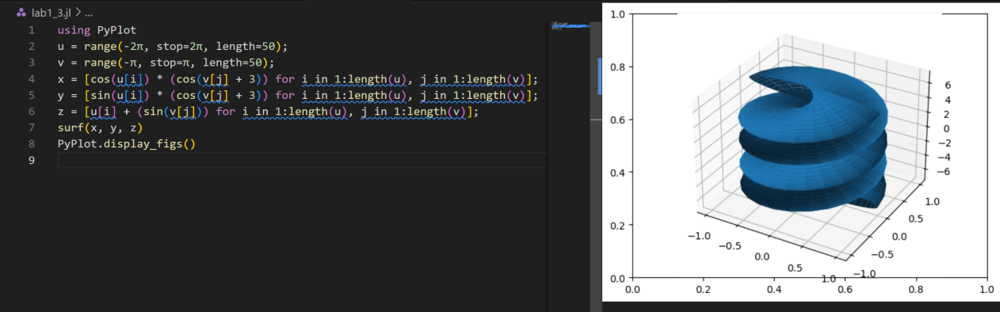 lab1_3.jl > ...
1 using PyPlot
2 u = range(-2π, stop=2π, length=50);
3 v = range(-π, stop=π, length=50);
4 x = [cos(u[i]) * (cos(v[j] + 3)) for i in 1:length(u), j in 1:length(v)];
5 y = [sin(u[i]) * (cos(v[j] + 3)) for i in 1:length(u), j in 1:length(v)];
6 z = [u[i] + (sin(v[j])) for i in 1:length(u), j in 1:length(v)];
7 surf(x, y, z)
8 PyPlot.display_figs()
9
1.0
0.8
0.6
0.4
0.2
0.0
0.0 0.2 0.4 0.6 0.8 1.0
6
4
2
0
−2
−4
−6
−1.0
−0.5
0.0
0.5
1.0
1.0
0.5
0.0
−0.5
−1.0